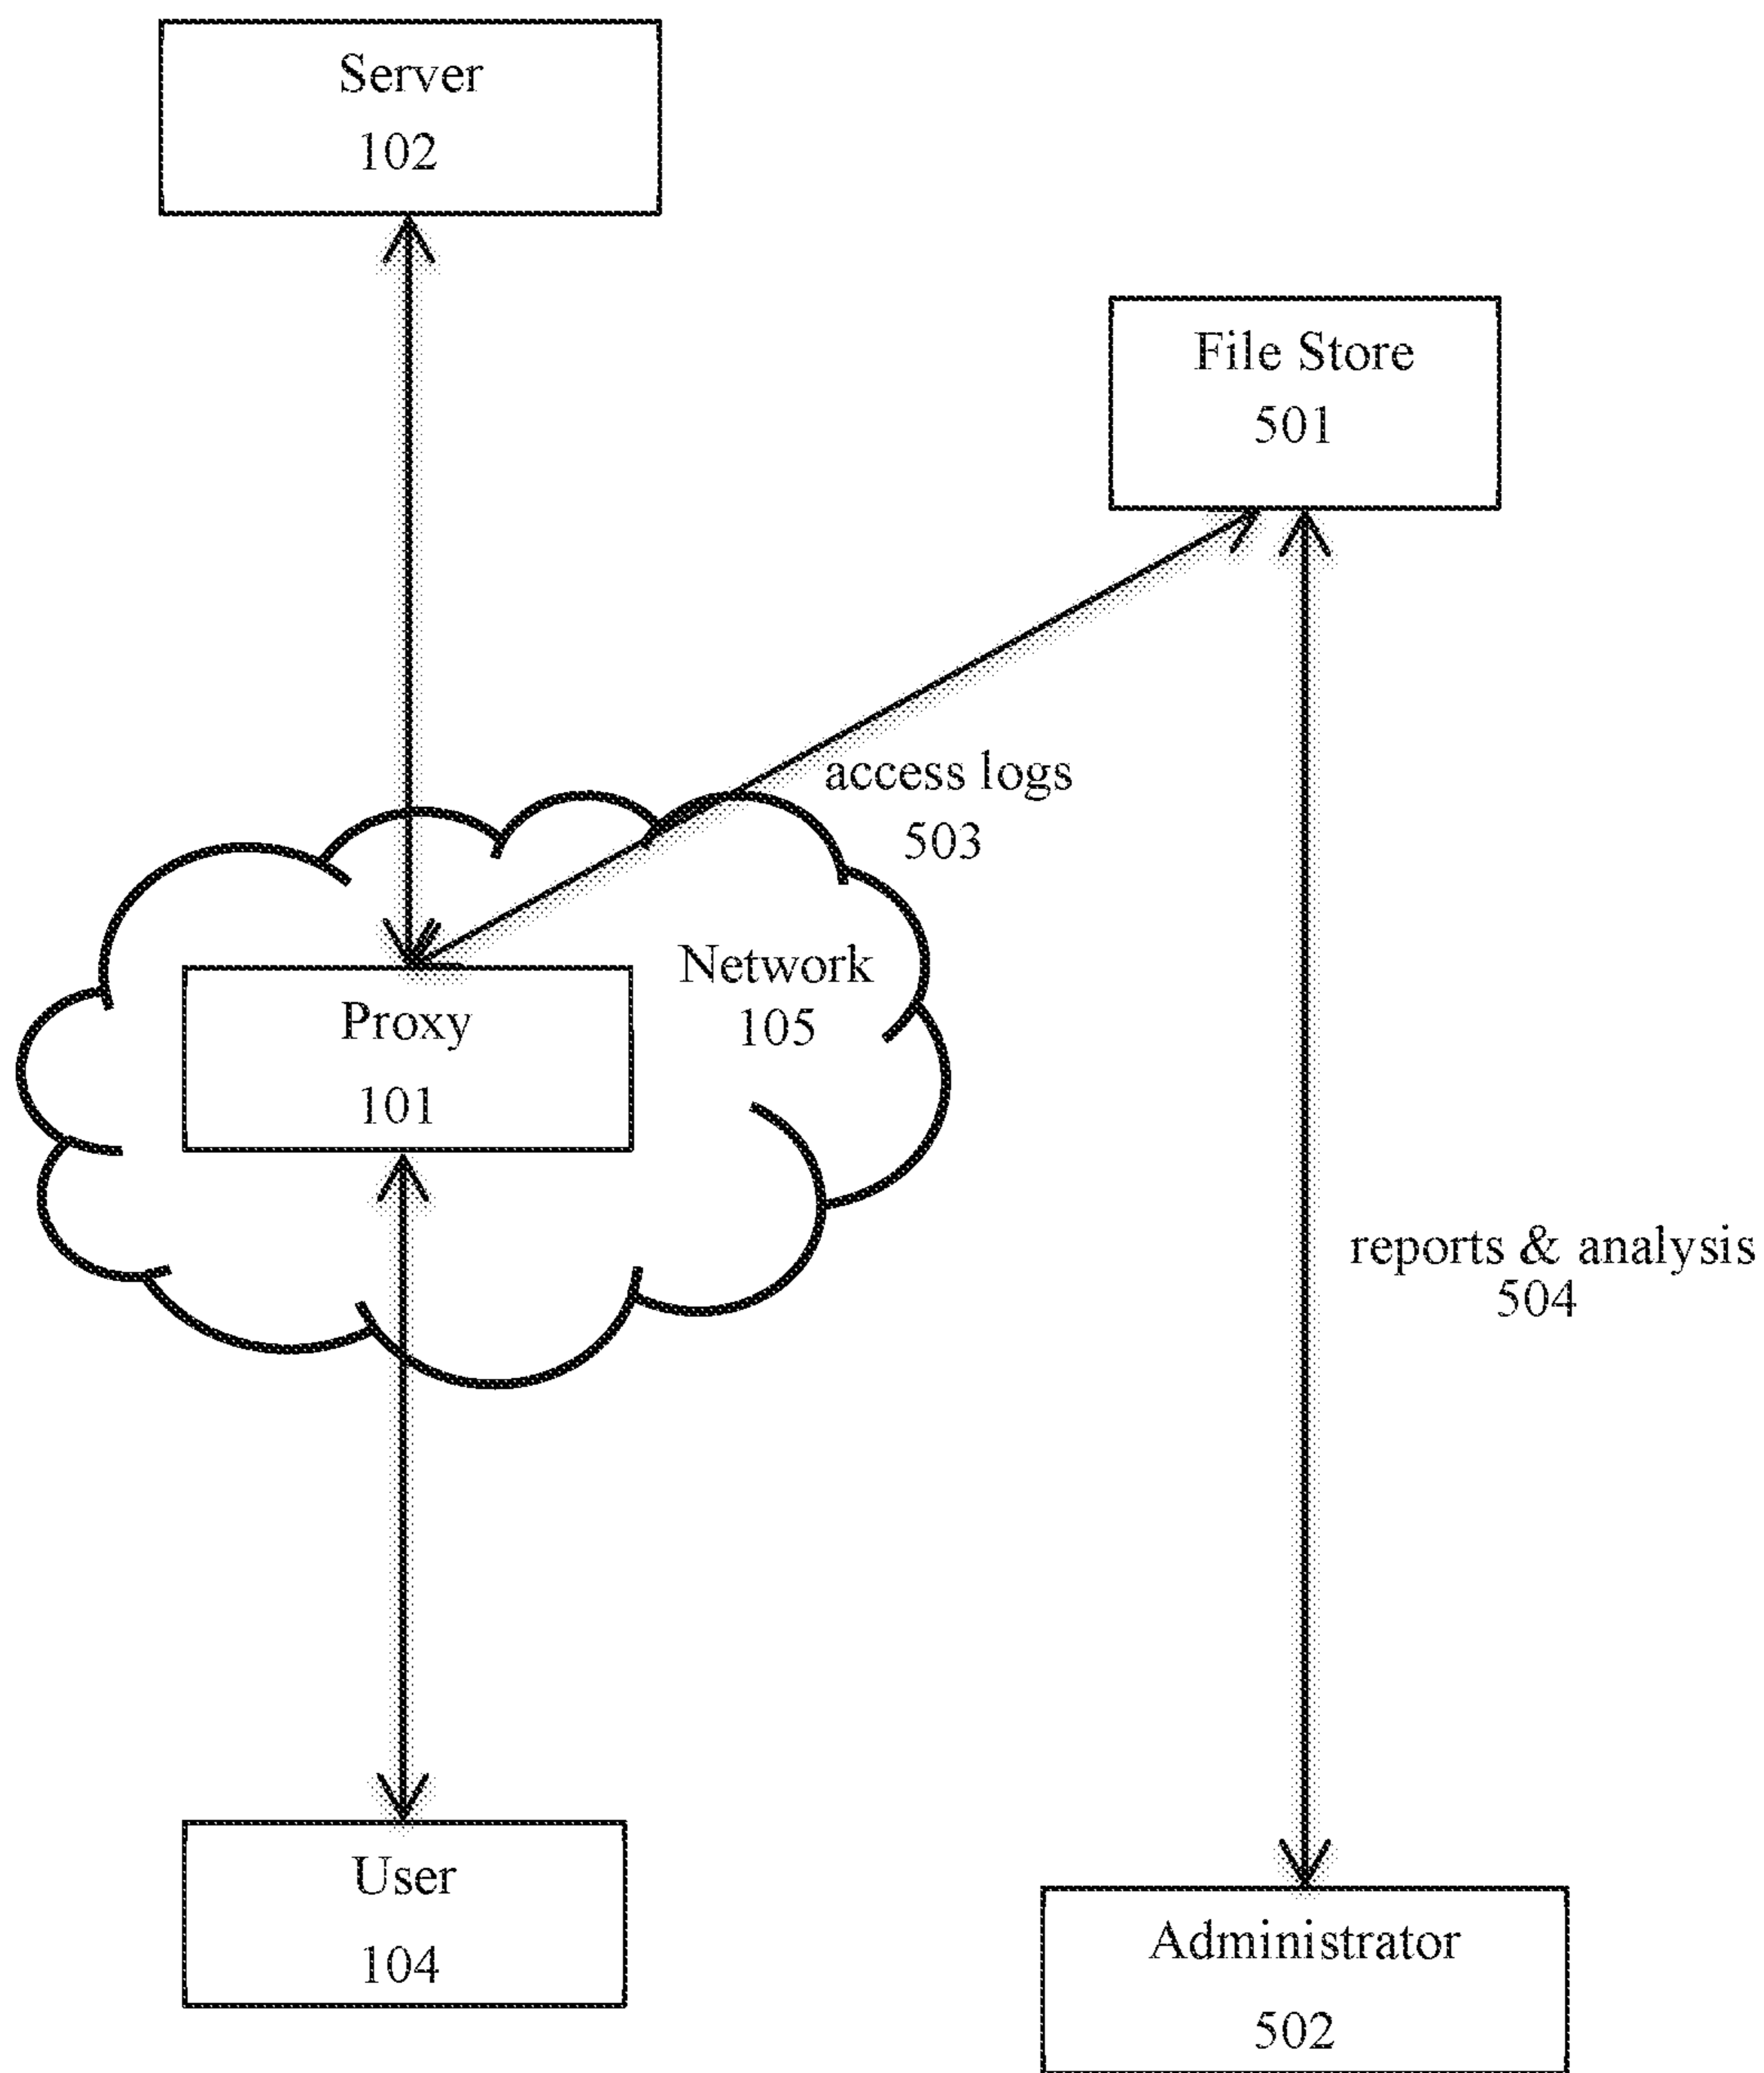 Server
102
File Store
501
access logs
503
Network
105
Proxy
101
reports & analysis
504
User
104
Administrator
502